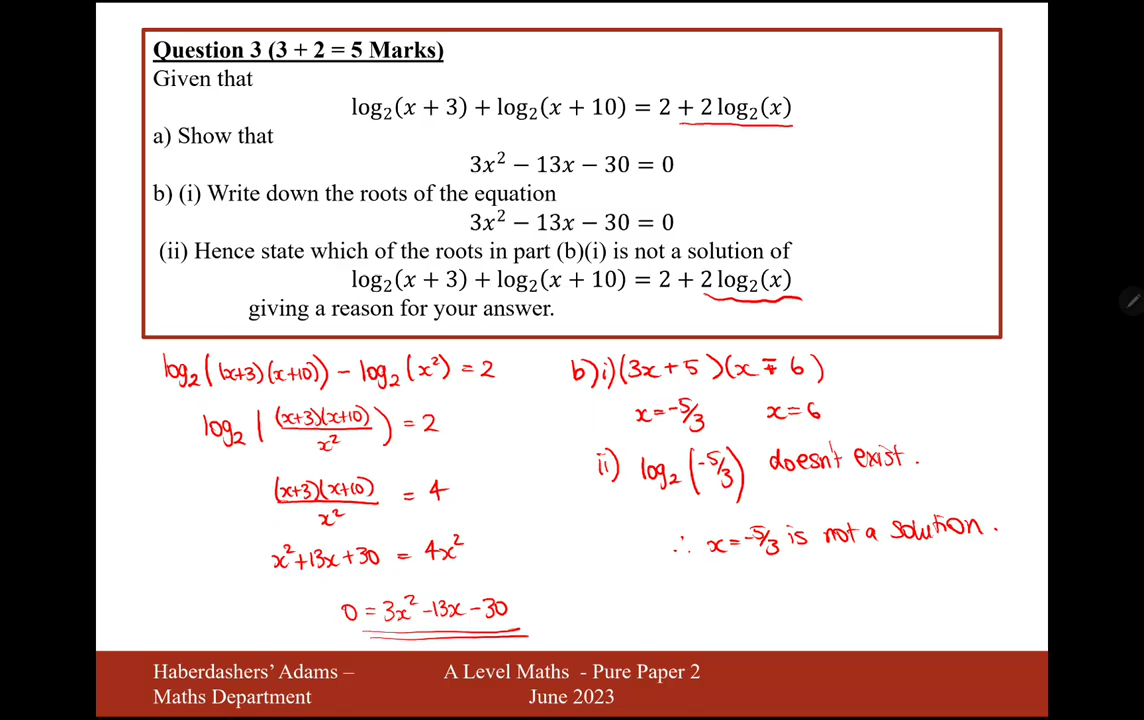 Question 3 (3 + 2 = 5 Marks)
Given that
log₂(x + 3) + log₂(x + 10) = 2 + 2 log₂(x)
a) Show that
3x² − 13x − 30 = 0
b) (i) Write down the roots of the equation
3x² − 13x − 30 = 0
(ii) Hence state which of the roots in part (b)(i) is not a solution of
log₂(x + 3) + log₂(x + 10) = 2 + 2 log₂(x)
giving a reason for your answer.
log₂((x+3)(x+10)) − log₂(x²) = 2
log₂((x+3)(x+10)/x²) = 2
(x+3)(x+10)/x² = 4
x²+13x+30 = 4x²
0 = 3x² −13x −30
b)i) (3x+5)(x − 6)
x = −5/3 x = 6
ii) log₂(−5/3) doesn't exist.
∴ x = −5/3 is not a solution.
Haberdashers' Adams –
Maths Department
A Level Maths - Pure Paper 2
June 2023